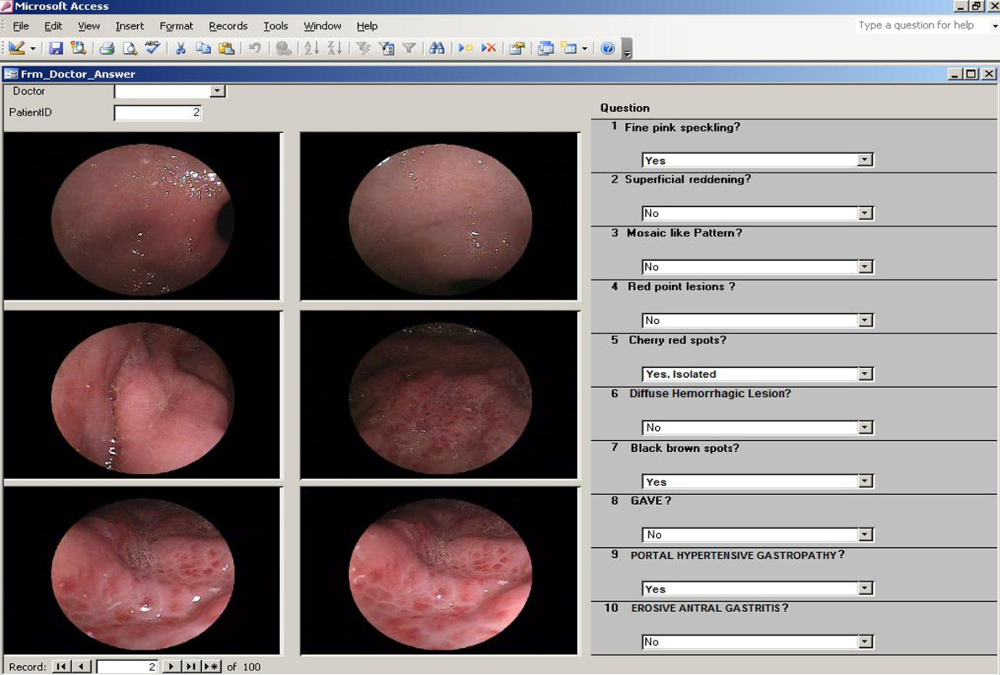 Microsoft Access
File Edit View Insert Format Records Tools Window Help
Type a question for help
Frm_Doctor_Answer
Doctor
PatientID 2
Question
1 Fine pink speckling?
Yes
2 Superficial reddening?
No
3 Mosaic like Pattern?
No
4 Red point lesions ?
No
5 Cherry red spots?
Yes, Isolated
6 Diffuse Hemorrhagic Lesion?
No
7 Black brown spots?
Yes
8 GAVE?
No
9 PORTAL HYPERTENSIVE GASTROPATHY?
Yes
10 EROSIVE ANTRAL GASTRITIS?
No
Record: 2 of 100